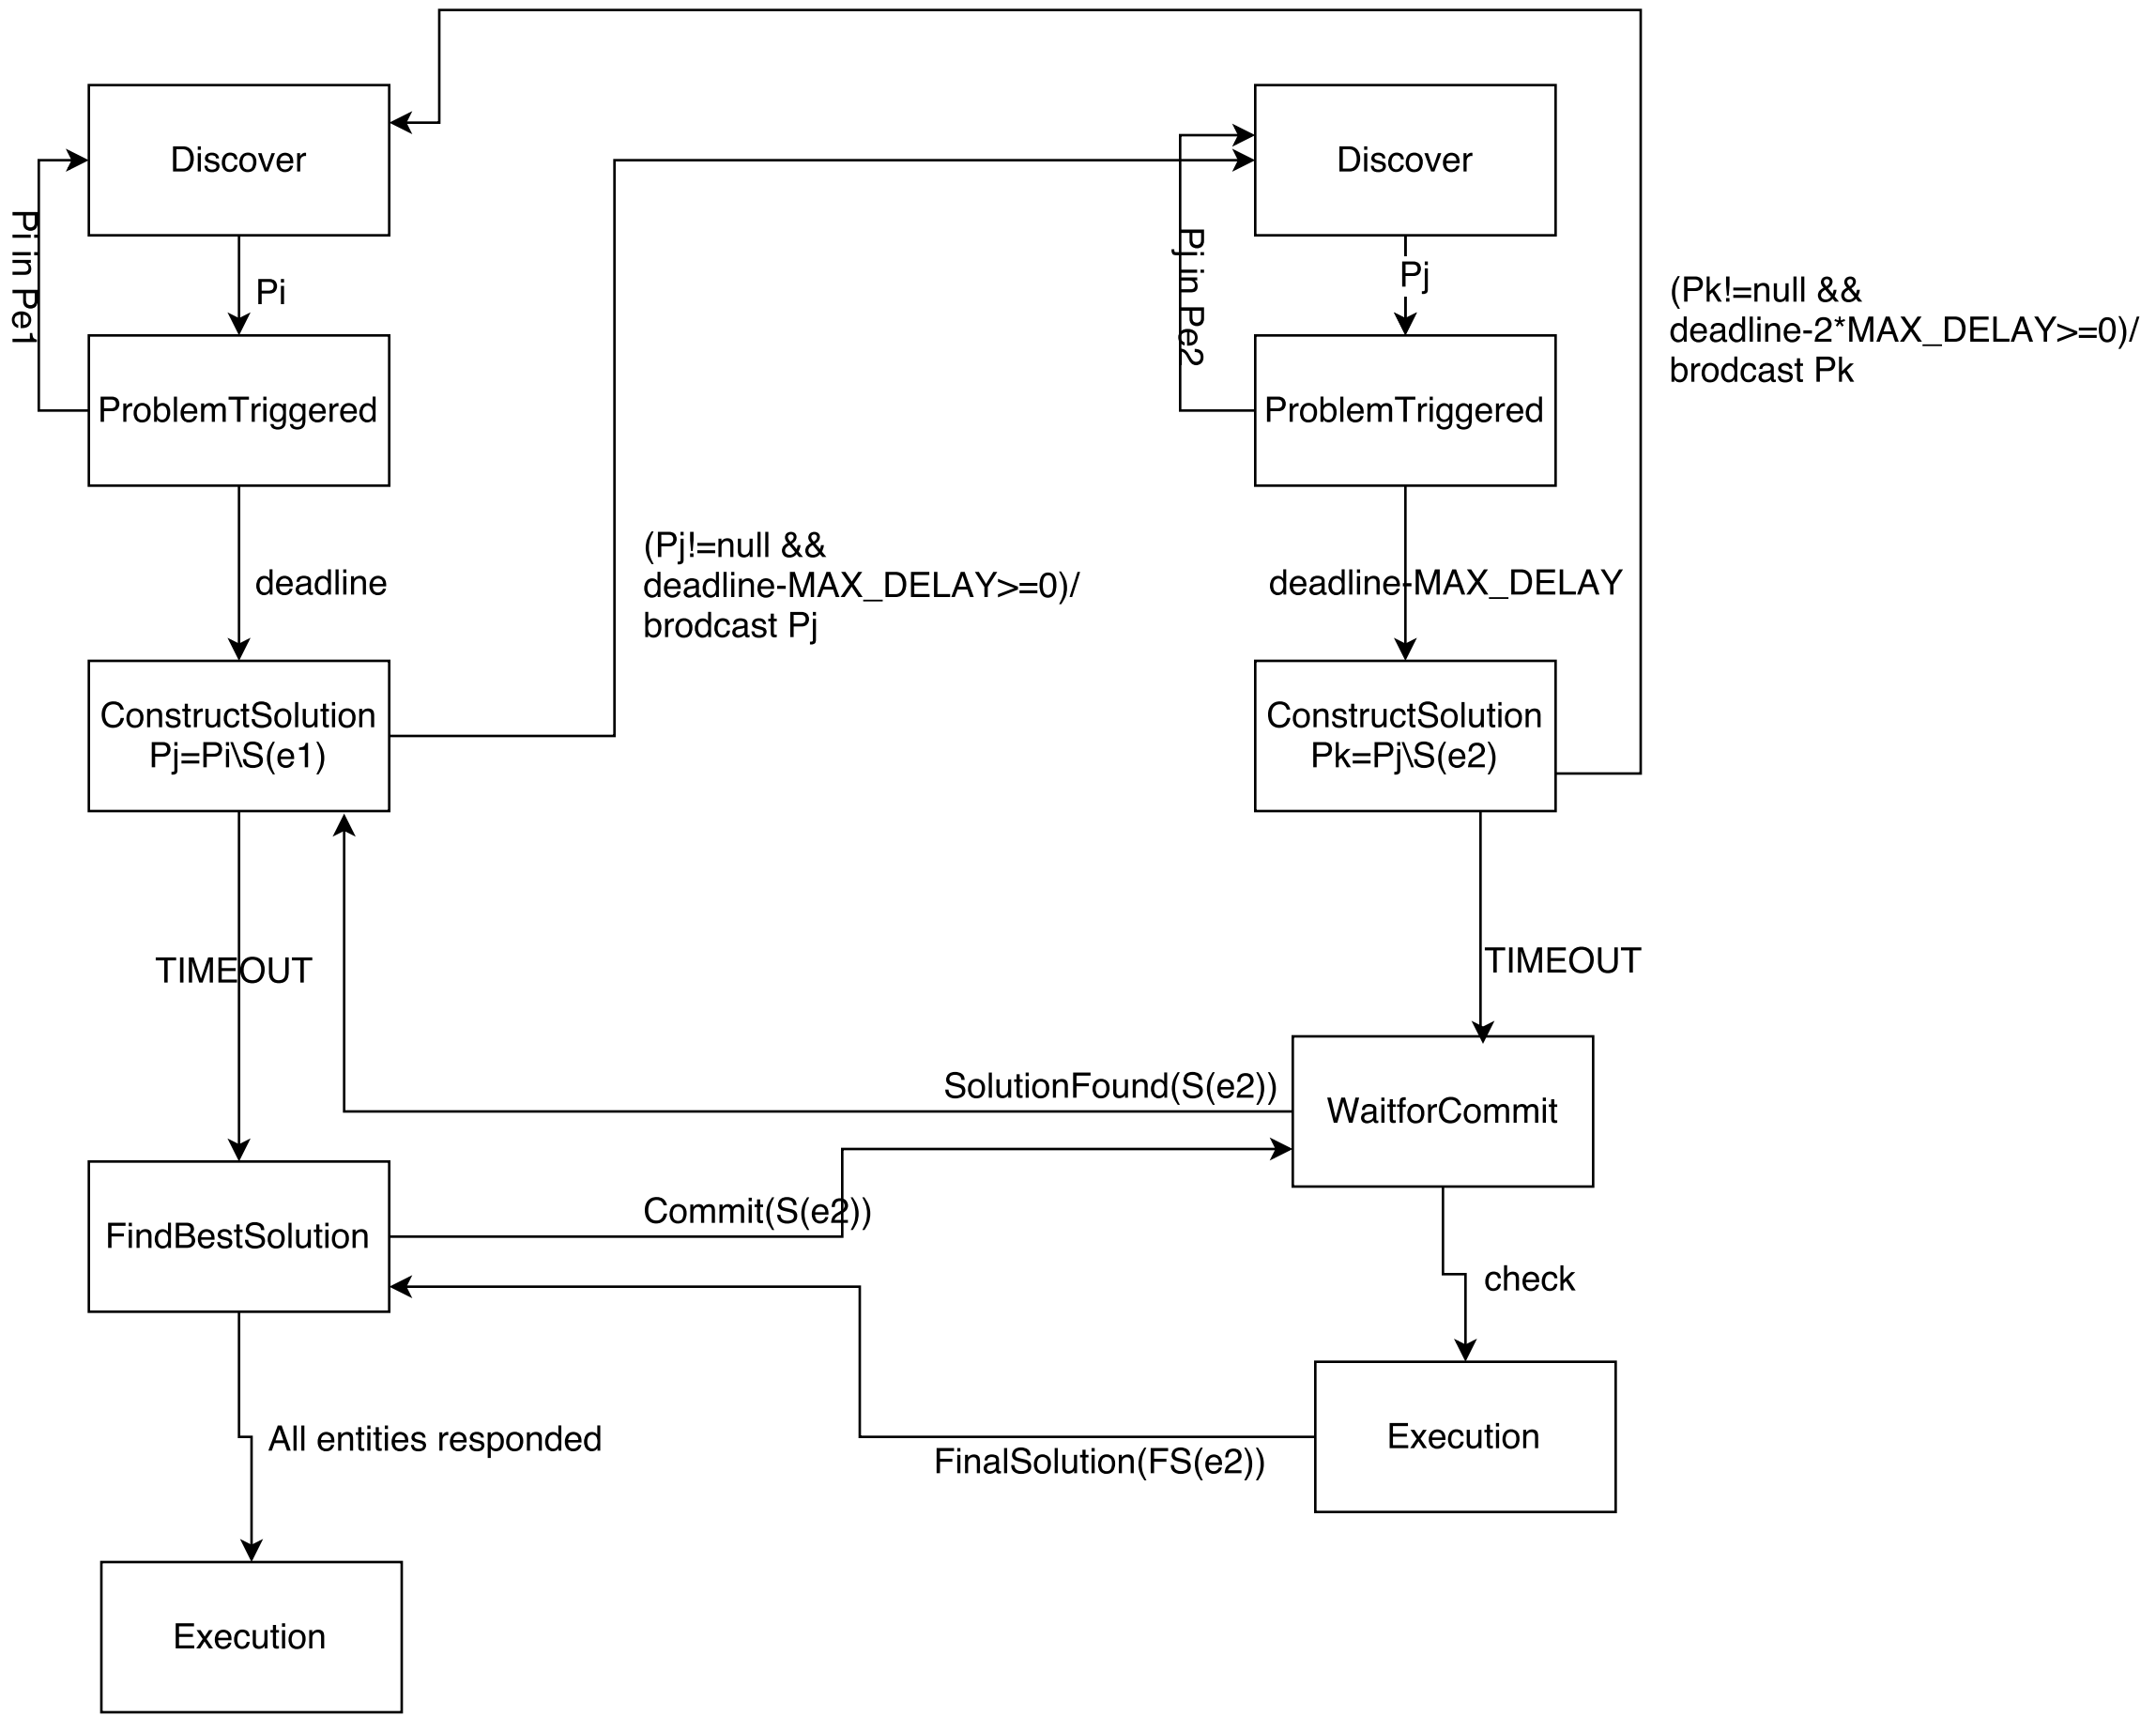 Discover
Discover
Pi in Pe1
Pi
Pj in Pe2
Pj
(Pk!=null &&
deadline-2*MAX_DELAY>=0)/
brodcast Pk
ProblemTriggered
ProblemTriggered
deadline
(Pj!=null &&
deadline-MAX_DELAY>=0)/
brodcast Pj
deadline-MAX_DELAY
ConstructSolution
Pj=Pi\S(e1)
ConstructSolution
Pk=Pj\S(e2)
TIMEOUT
TIMEOUT
SolutionFound(S(e2))
WaitforCommit
Commit(S(e2))
FindBestSolution
check
All entities responded
FinalSolution(FS(e2))
Execution
Execution